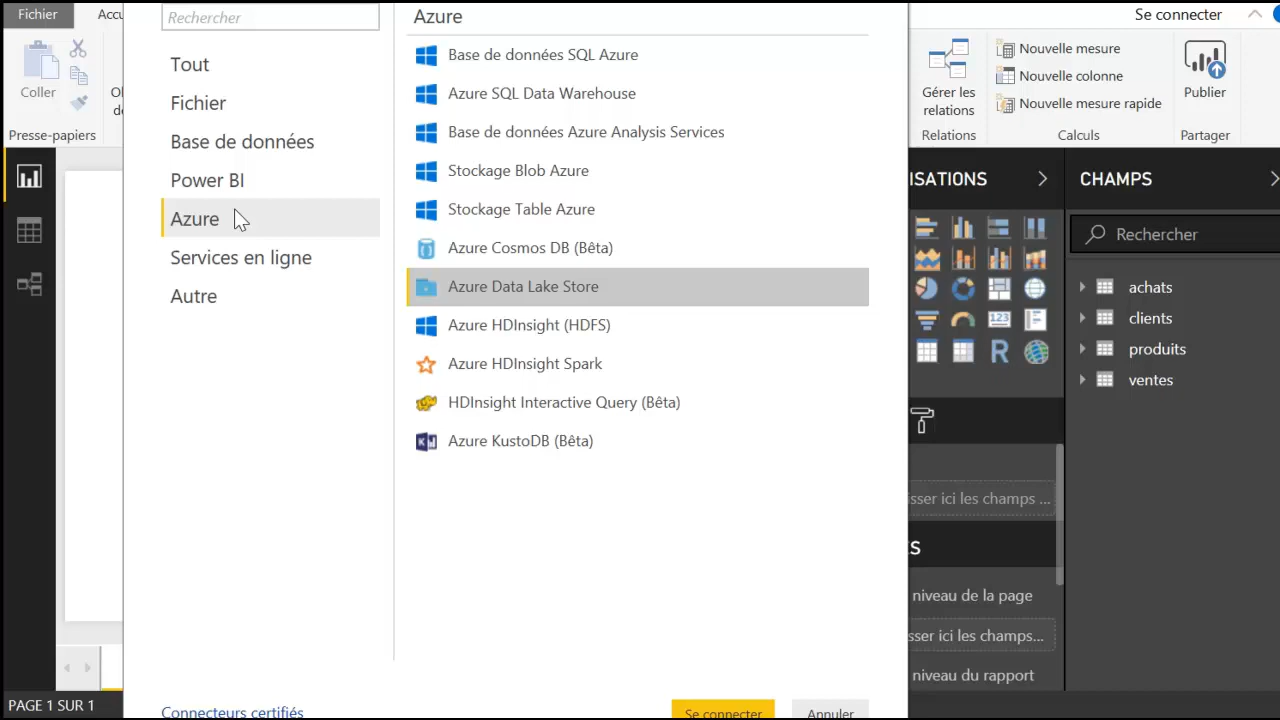 Fichier
Accu
Se connecter
Coller
Ol
de
Presse-papiers
Rechercher
Tout
Fichier
Base de données
Power BI
Azure
Services en ligne
Autre
Connecteurs certifiés
Azure
Base de données SQL Azure
Azure SQL Data Warehouse
Base de données Azure Analysis Services
Stockage Blob Azure
Stockage Table Azure
Azure Cosmos DB (Bêta)
Azure Data Lake Store
Azure HDInsight (HDFS)
Azure HDInsight Spark
HDInsight Interactive Query (Bêta)
Azure KustoDB (Bêta)
Se connecter
Annuler
Gérer les
relations
Relations
Nouvelle mesure
Nouvelle colonne
Nouvelle mesure rapide
Calculs
Publier
Partager
ISATIONS
123
R
sser ici les champs ...
S
niveau de la page
sser ici les champs...
niveau du rapport
CHAMPS
Rechercher
achats
clients
produits
ventes
PAGE 1 SUR 1